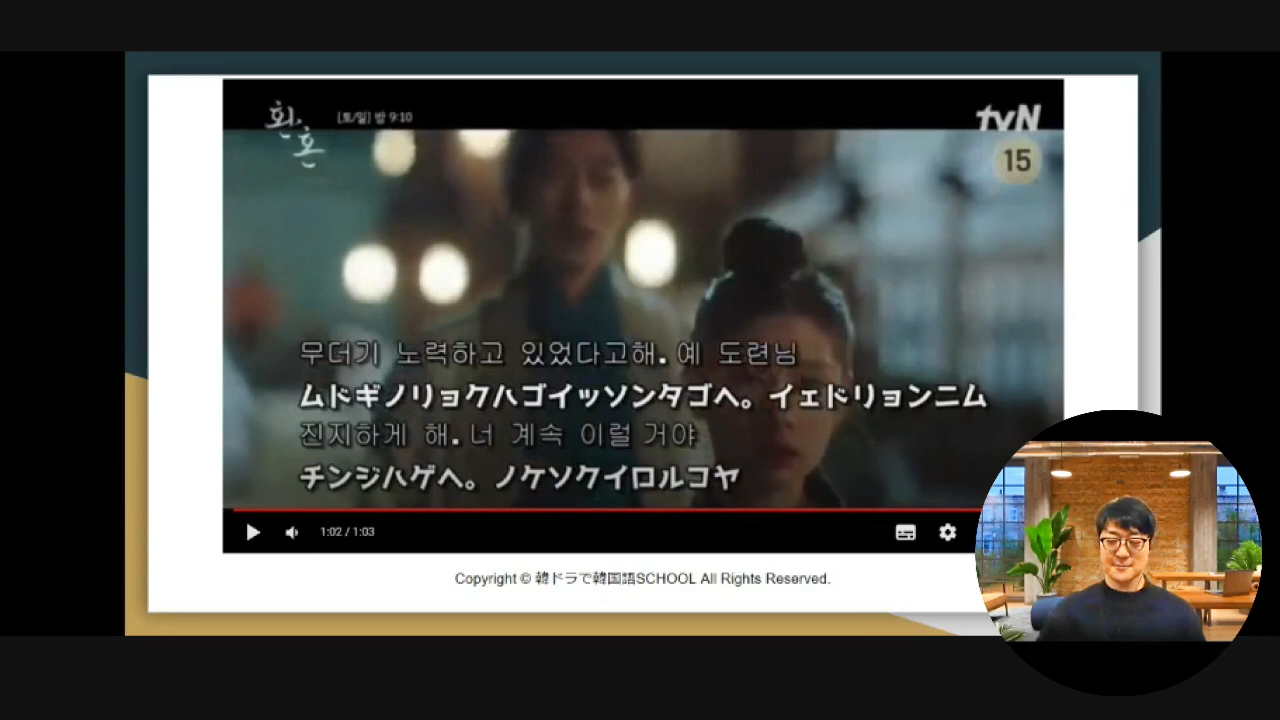 환혼
[토/일] 밤 9:10
tvN
15
무더기 노력하고 있었다고해. 예 도련님
ムドギノリョクハゴイッソンタゴヘ。イェドリョンニム
진지하게 해. 너 계속 이럴 거야
チンジハゲヘ。ノケソクイロルコヤ
1:02 / 1:03
Copyright © 韓ドラで韓国語SCHOOL All Rights Reserved.